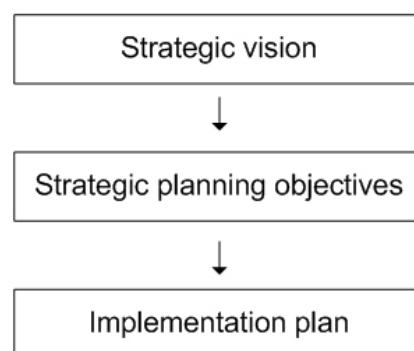 Strategic vision
Strategic planning objectives
Implementation plan